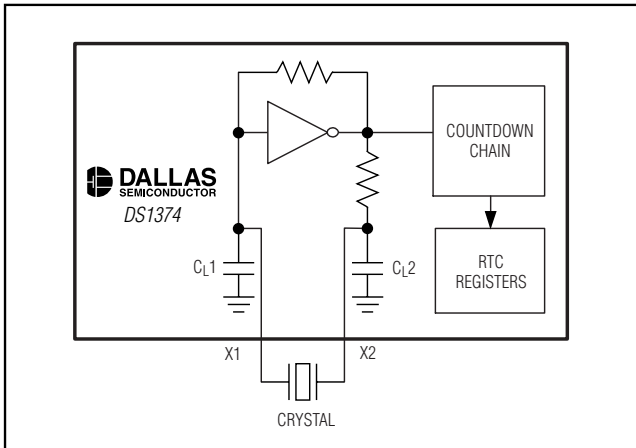 COUNTDOWN
CHAIN
DALLAS
SEMICONDUCTOR
DS1374
CL1
CL2
RTC
REGISTERS
X1
X2
CRYSTAL